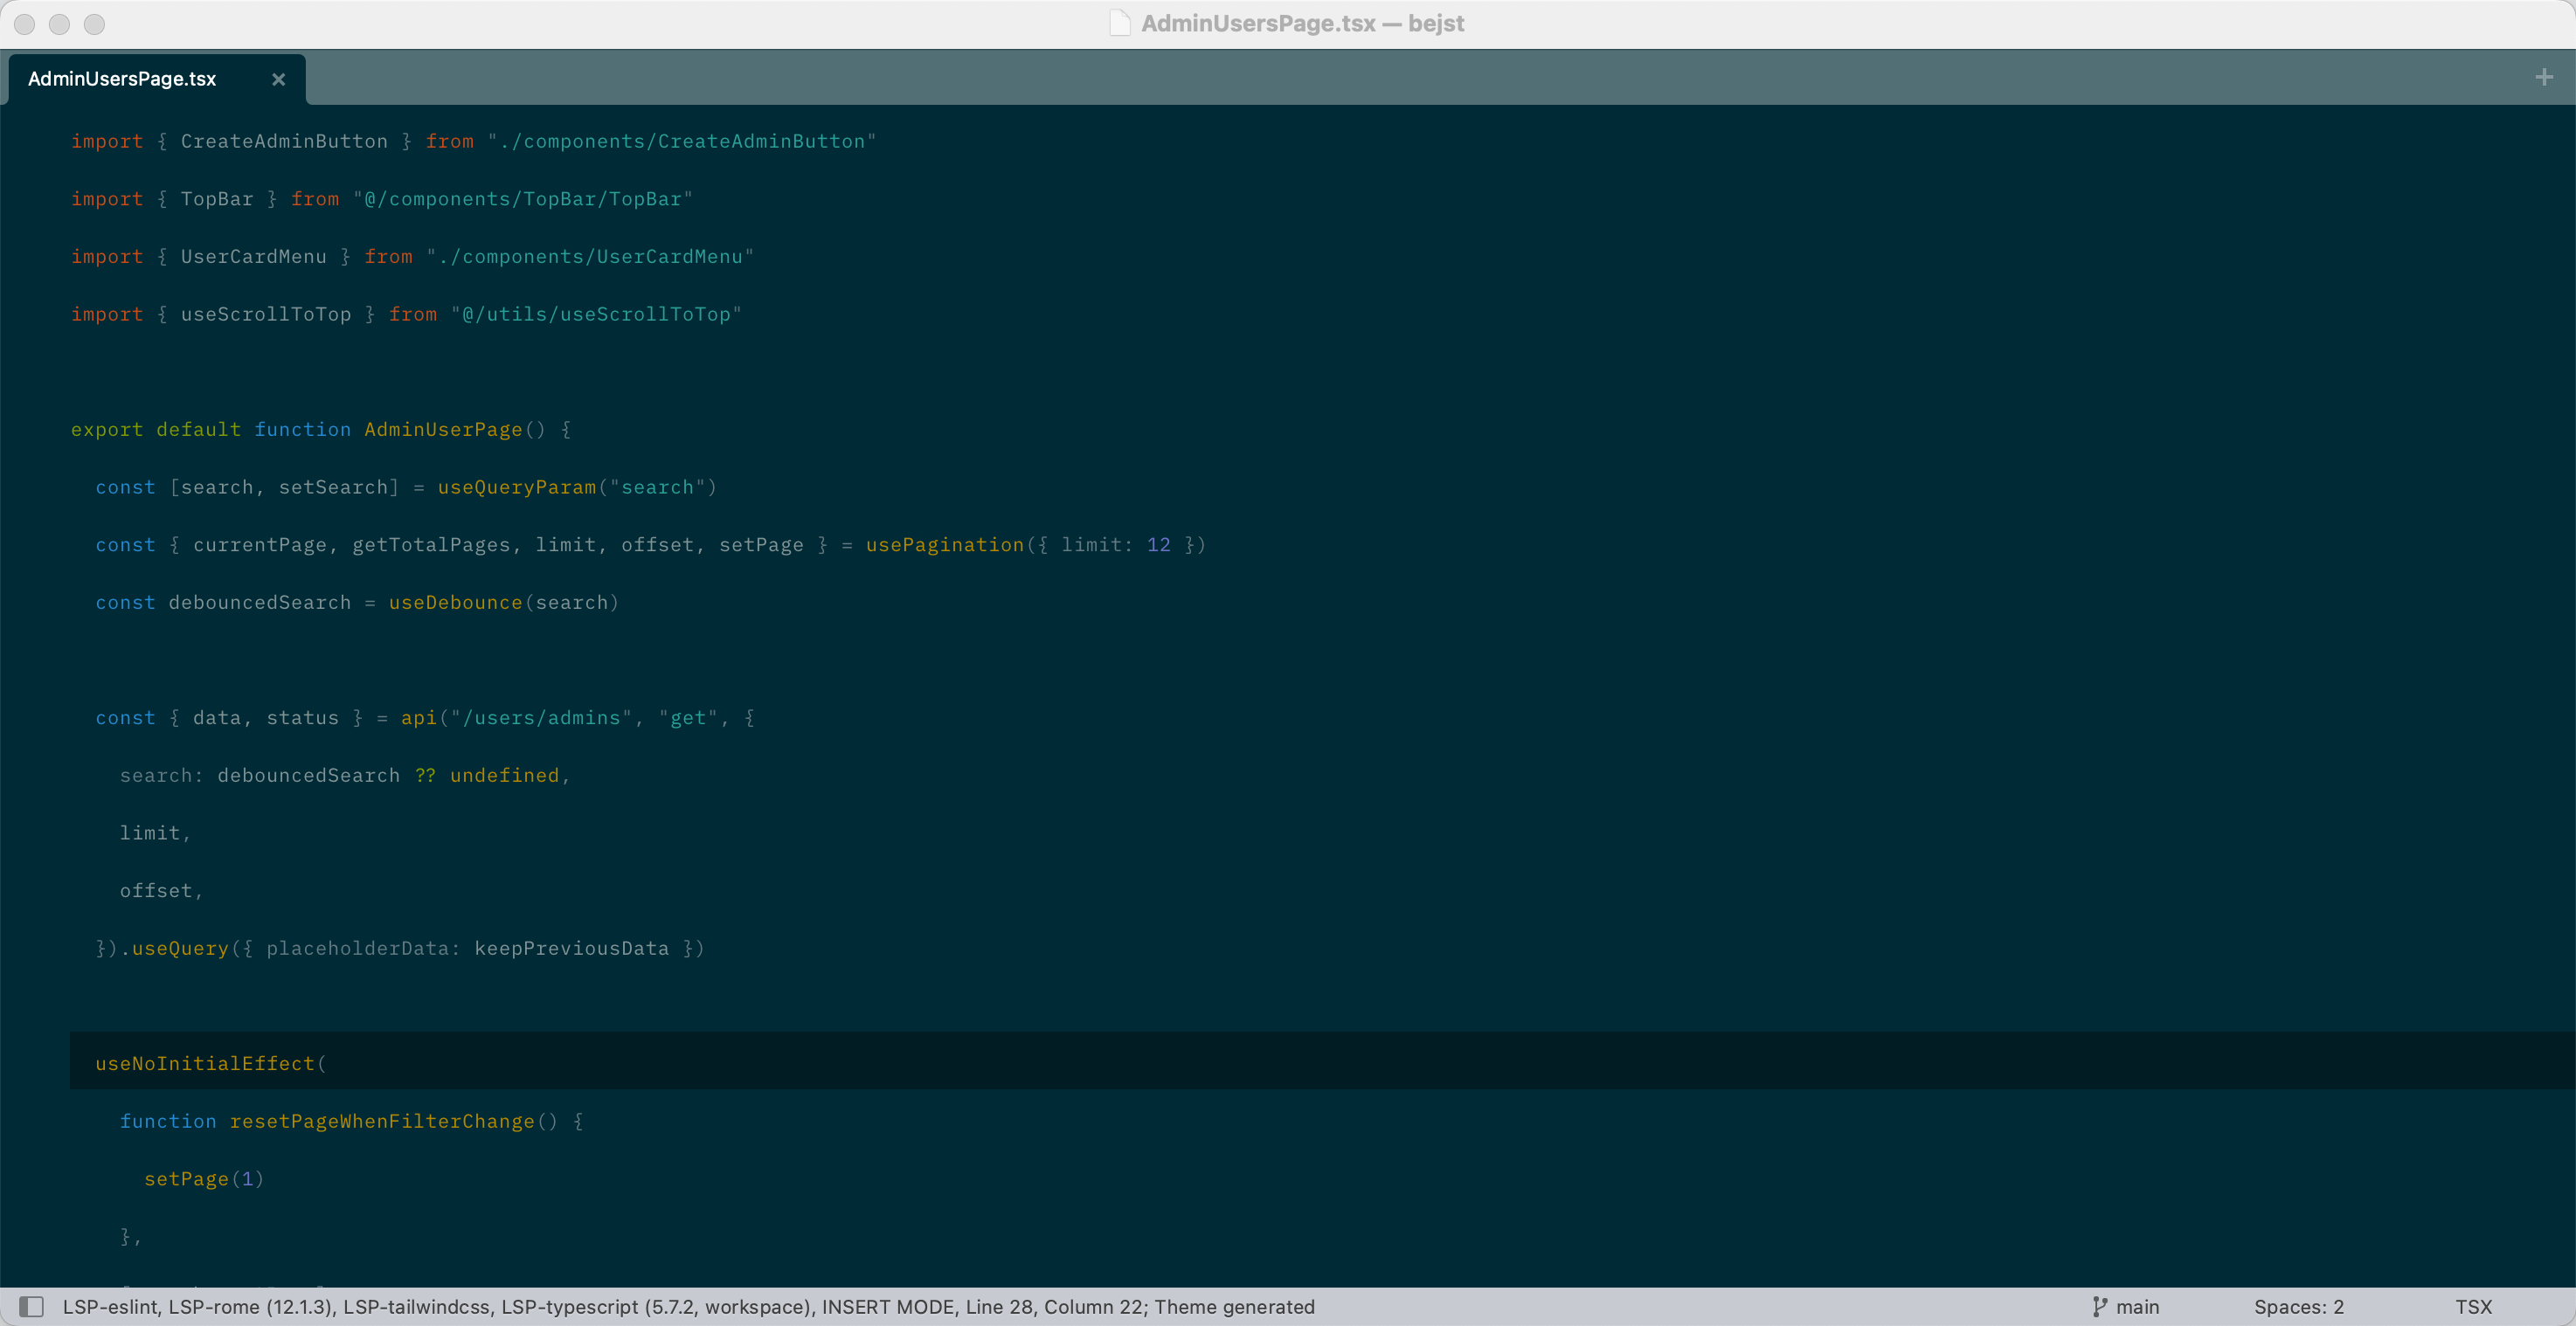 AdminUsersPage.tsx — bejst
AdminUsersPage.tsx
import { CreateAdminButton } from "./components/CreateAdminButton"
import { TopBar } from "@/components/TopBar/TopBar"
import { UserCardMenu } from "./components/UserCardMenu"
import { useScrollToTop } from "@/utils/useScrollToTop"
export default function AdminUserPage() {
const [search, setSearch] = useQueryParam("search")
const { currentPage, getTotalPages, limit, offset, setPage } = usePagination({ limit: 12 })
const debouncedSearch = useDebounce(search)
const { data, status } = api("/users/admins", "get", {
search: debouncedSearch ?? undefined,
limit,
offset,
}).useQuery({ placeholderData: keepPreviousData })
useNoInitialEffect(
function resetPageWhenFilterChange() {
setPage(1)
},
LSP-eslint, LSP-rome (12.1.3), LSP-tailwindcss, LSP-typescript (5.7.2, workspace), INSERT MODE, Line 28, Column 22; Theme generated
main
Spaces: 2
TSX